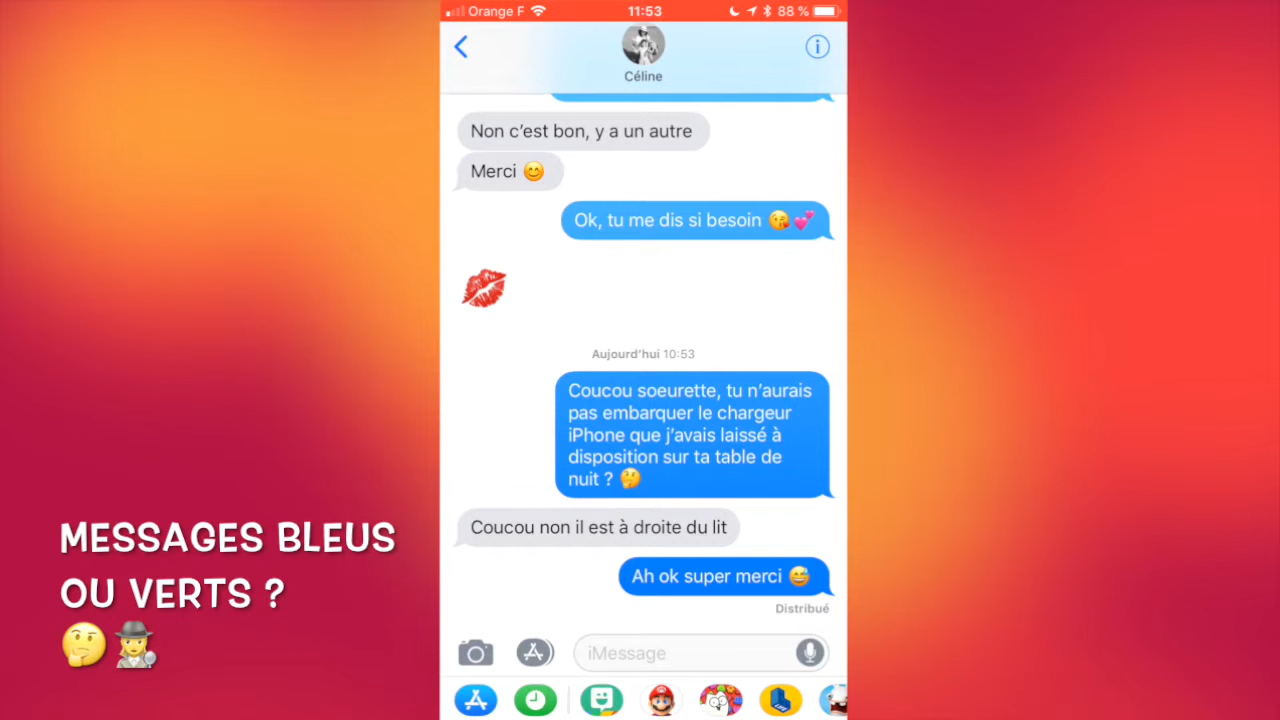 Orange F 11:53 88 %
Céline
Non c’est bon, y a un autre
Merci 😊
Ok, tu me dis si besoin 😘💕
Aujourd’hui 10:53
Coucou soeurette, tu n’aurais
pas embarquer le chargeur
iPhone que j’avais laissé à
disposition sur ta table de
nuit ? 🤔
Coucou non il est à droite du lit
Ah ok super merci 😅
Distribué
iMessage
MESSAGES BLEUS
OU VERTS ?